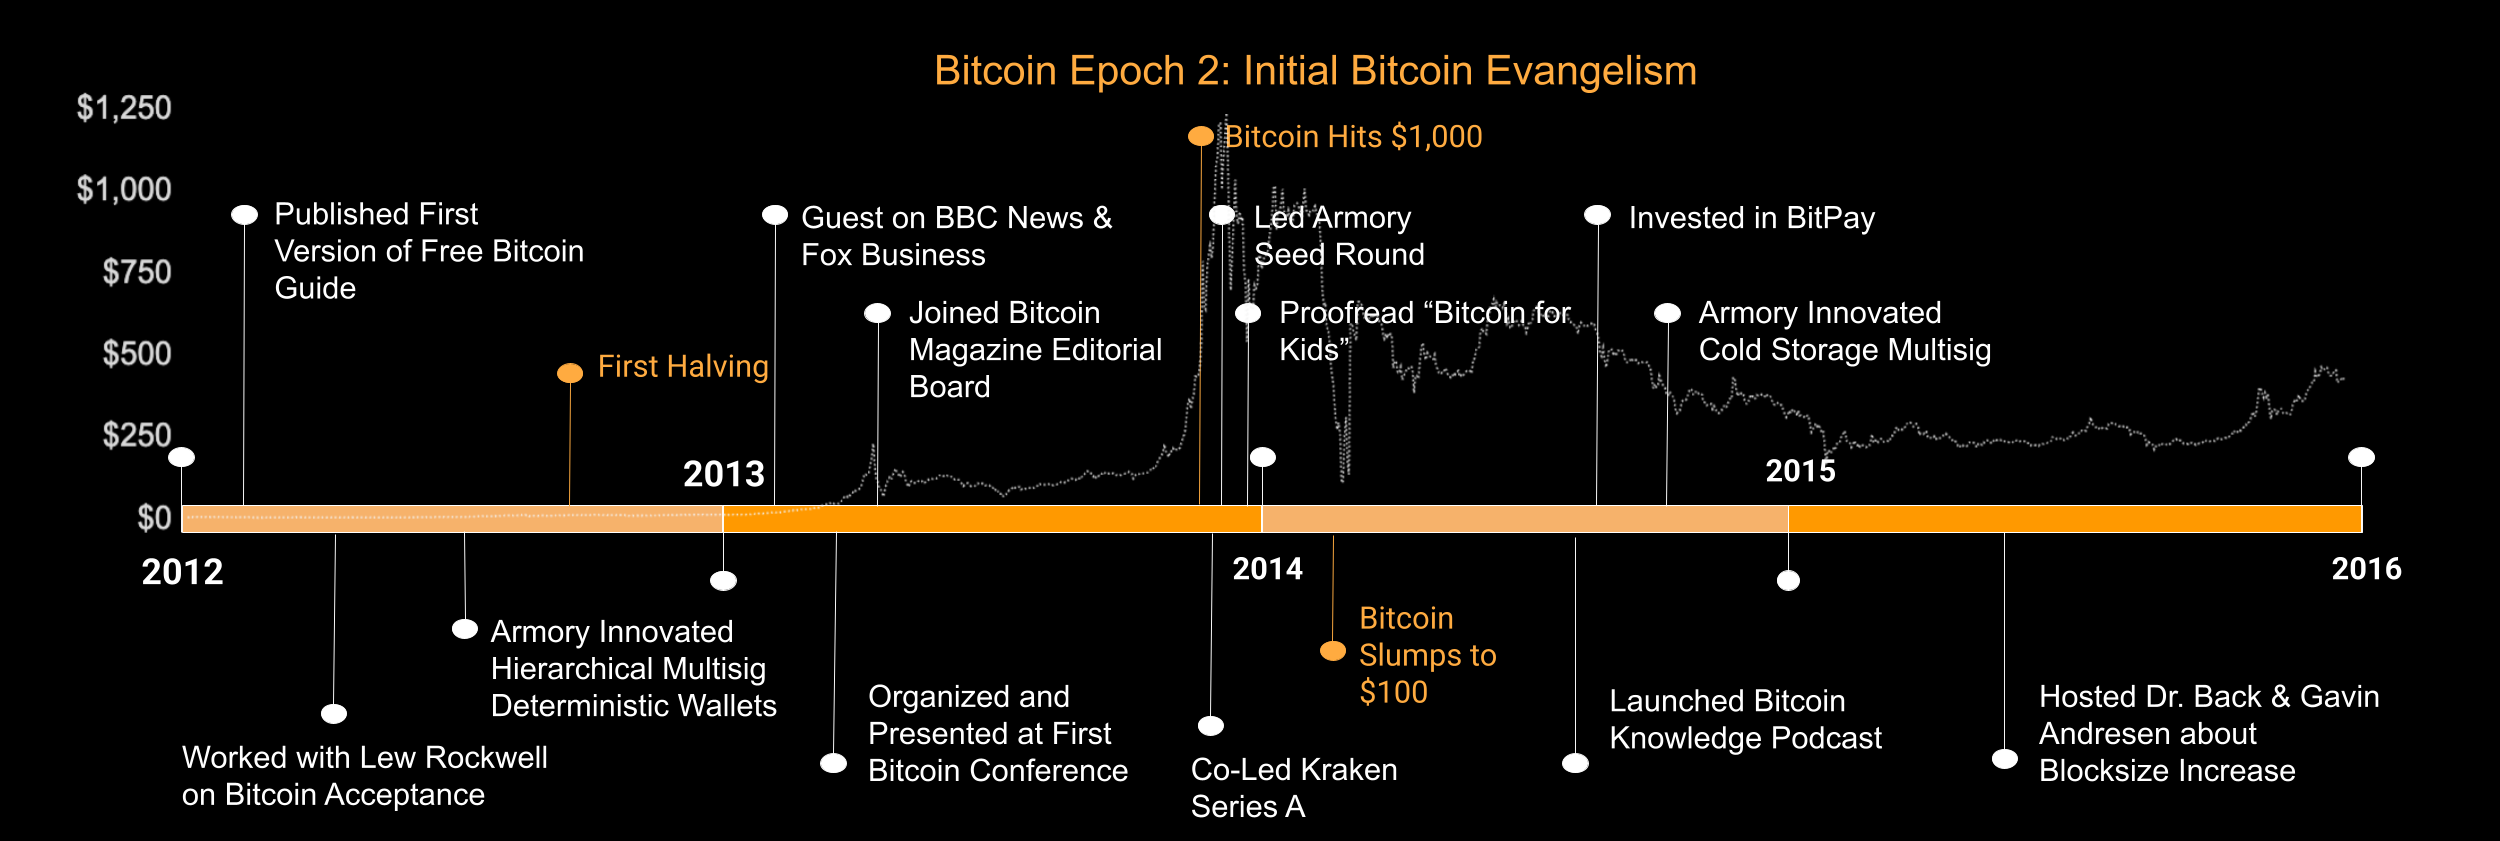 Bitcoin Epoch 2: Initial Bitcoin Evangelism
$1,250
$1,000
$750
$500
$250
$0
Bitcoin Hits $1,000
Published First
Version of Free Bitcoin
Guide
Guest on BBC News &
Fox Business
Led Armory
Seed Round
Invested in BitPay
First Halving
Joined Bitcoin
Magazine Editorial
Board
Proofread “Bitcoin for
Kids”
Armory Innovated
Cold Storage Multisig
2012
2013
2014
2015
2016
Worked with Lew Rockwell
on Bitcoin Acceptance
Armory Innovated
Hierarchical Multisig
Deterministic Wallets
Organized and
Presented at First
Bitcoin Conference
Co-Led Kraken
Series A
Bitcoin
Slumps to
$100
Launched Bitcoin
Knowledge Podcast
Hosted Dr. Back & Gavin
Andresen about
Blocksize Increase